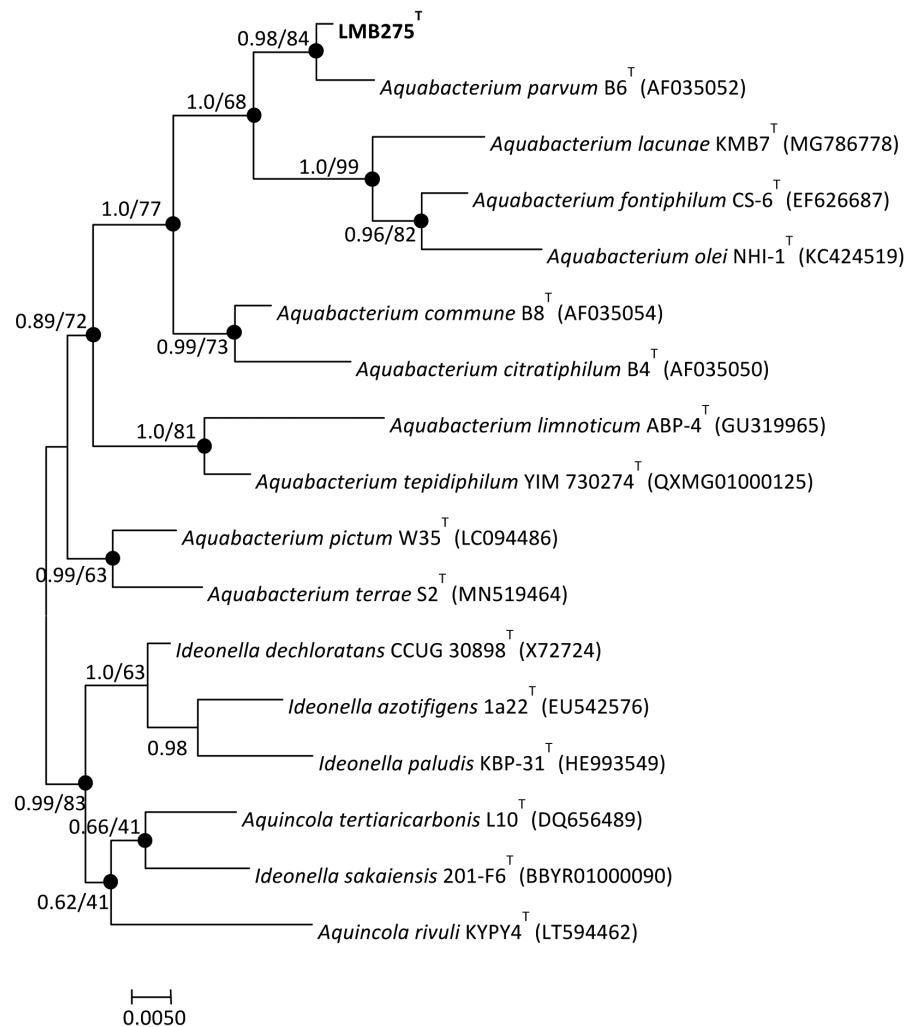 0.98/84
LMB275T
Aquabacterium parvum B6T (AF035052)
1.0/68
Aquabacterium lacunae KMB7T (MG786778)
1.0/99
Aquabacterium fontiphilum CS-6T (EF626687)
1.0/77
0.96/82
Aquabacterium olei NHI-1T (KC424519)
Aquabacterium commune B8T (AF035054)
0.89/72
0.99/73
Aquabacterium citratiphilum B4T (AF035050)
Aquabacterium limnoticum ABP-4T (GU319965)
1.0/81
Aquabacterium tepidiphilum YIM 730274T (QXMG01000125)
Aquabacterium pictum W35T (LC094486)
0.99/63
Aquabacterium terrae S2T (MN519464)
Ideonella dechloratans CCUG 30898T (X72724)
1.0/63
Ideonella azotifigens 1a22T (EU542576)
0.98
Ideonella paludis KBP-31T (HE993549)
0.99/83
Aquincola tertiaricarbonis L10T (DQ656489)
0.66/41
Ideonella sakaiensis 201-F6T (BBYR01000090)
0.62/41
Aquincola rivuli KYPY4T (LT594462)
0.0050